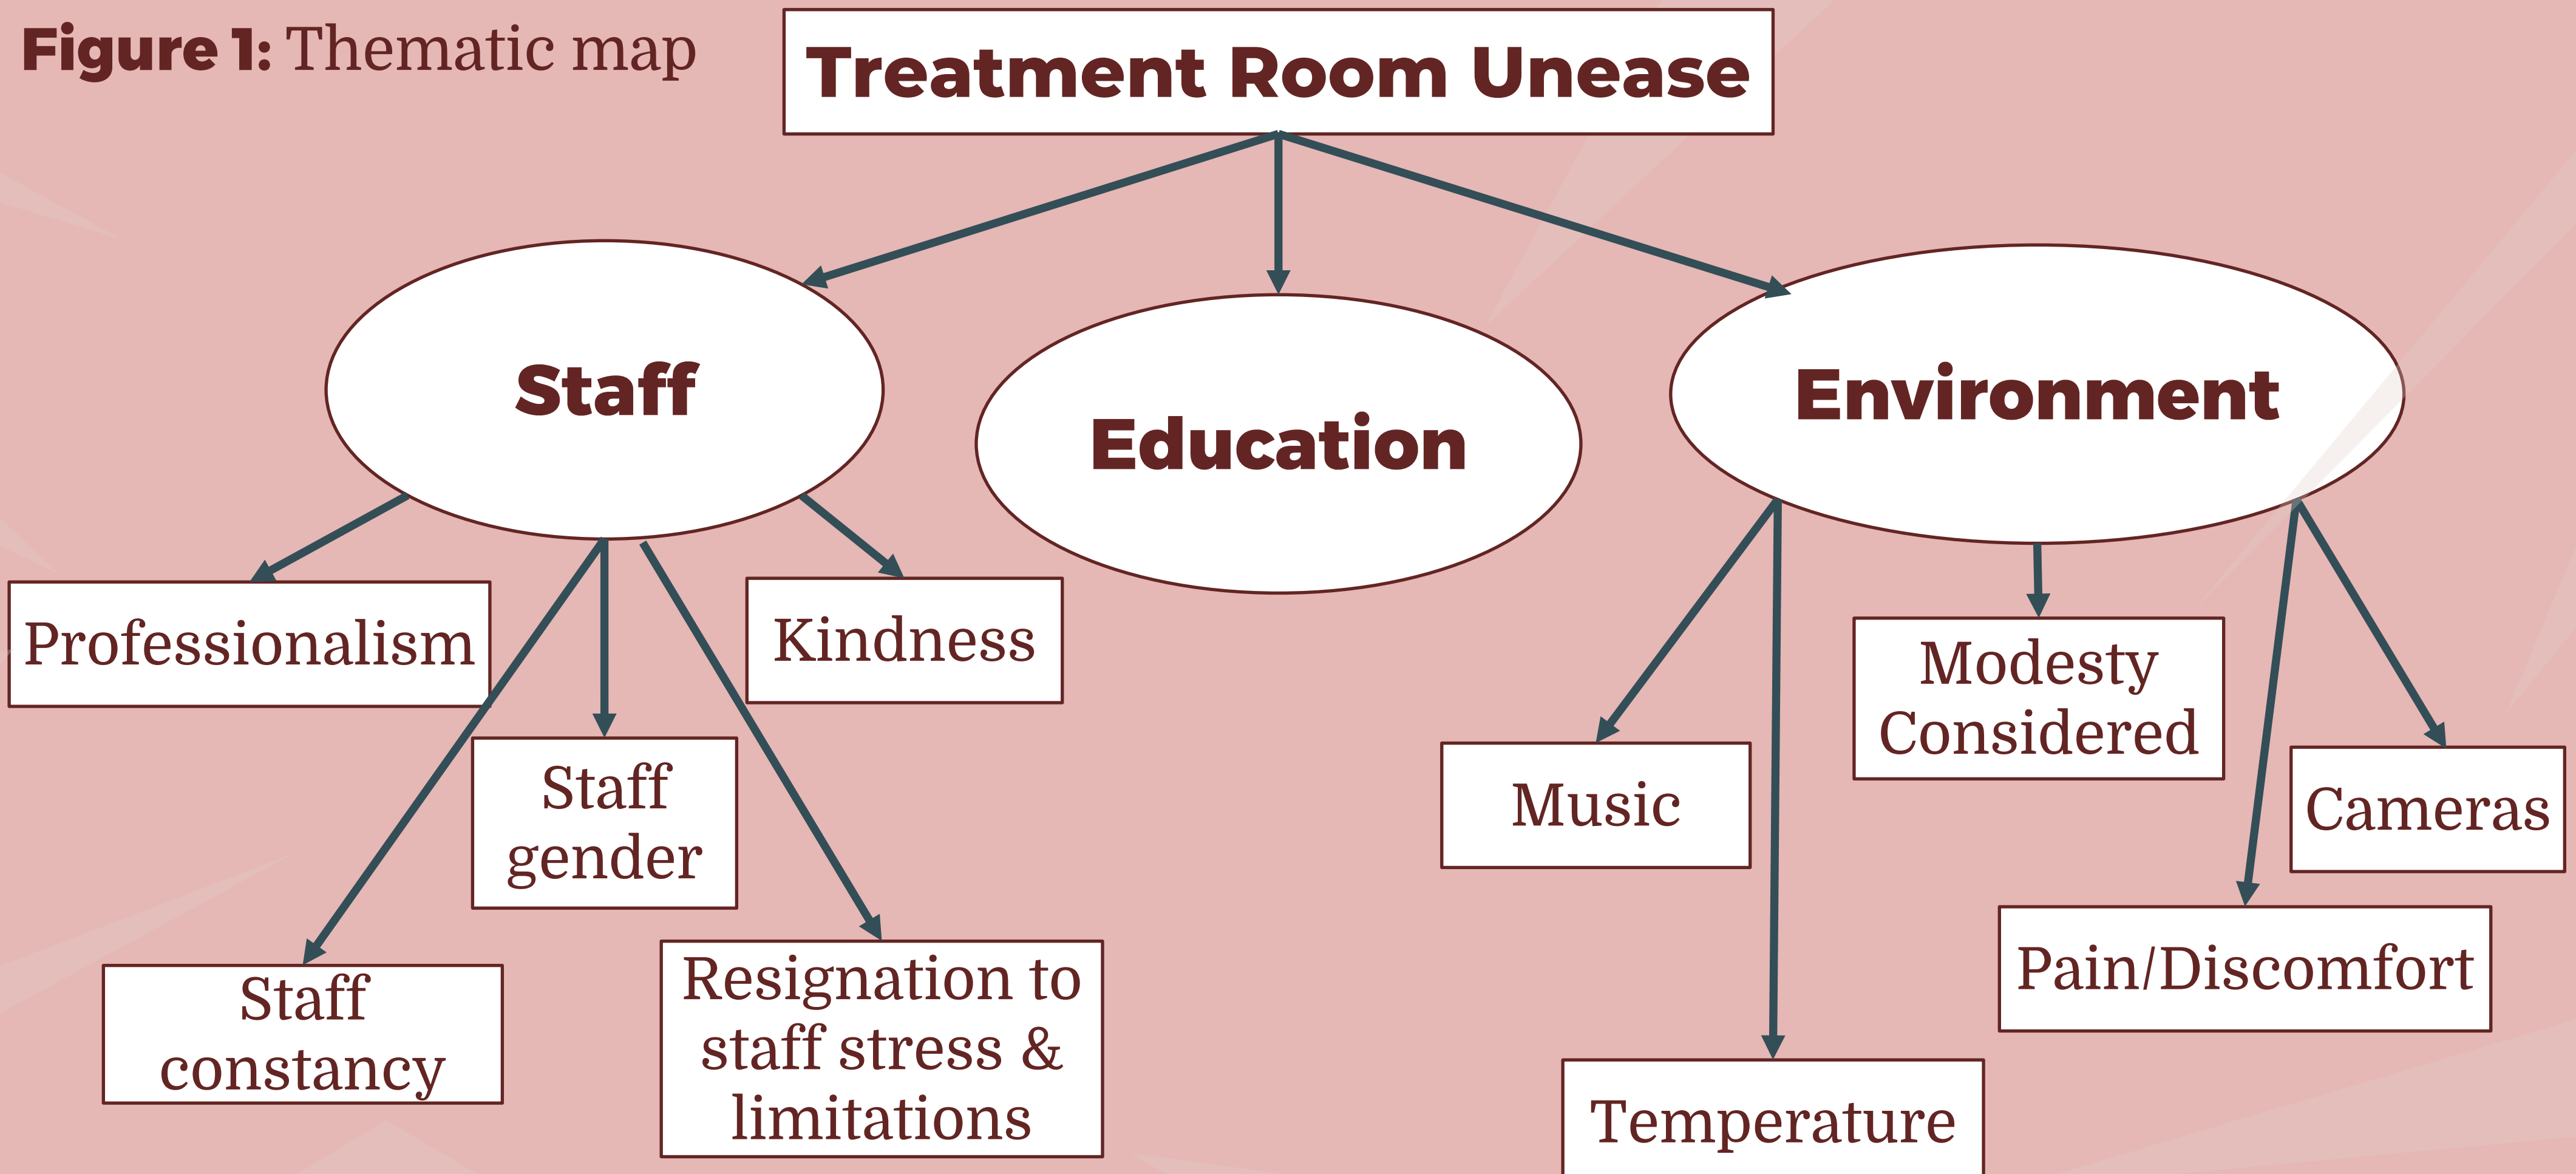 Figure 1: Thematic map
Treatment Room Unease
Staff
Education
Environment
Professionalism
Kindness
Staff
gender
Staff
constancy
Resignation to
staff stress &
limitations
Music
Modesty
Considered
Cameras
Pain/Discomfort
Temperature